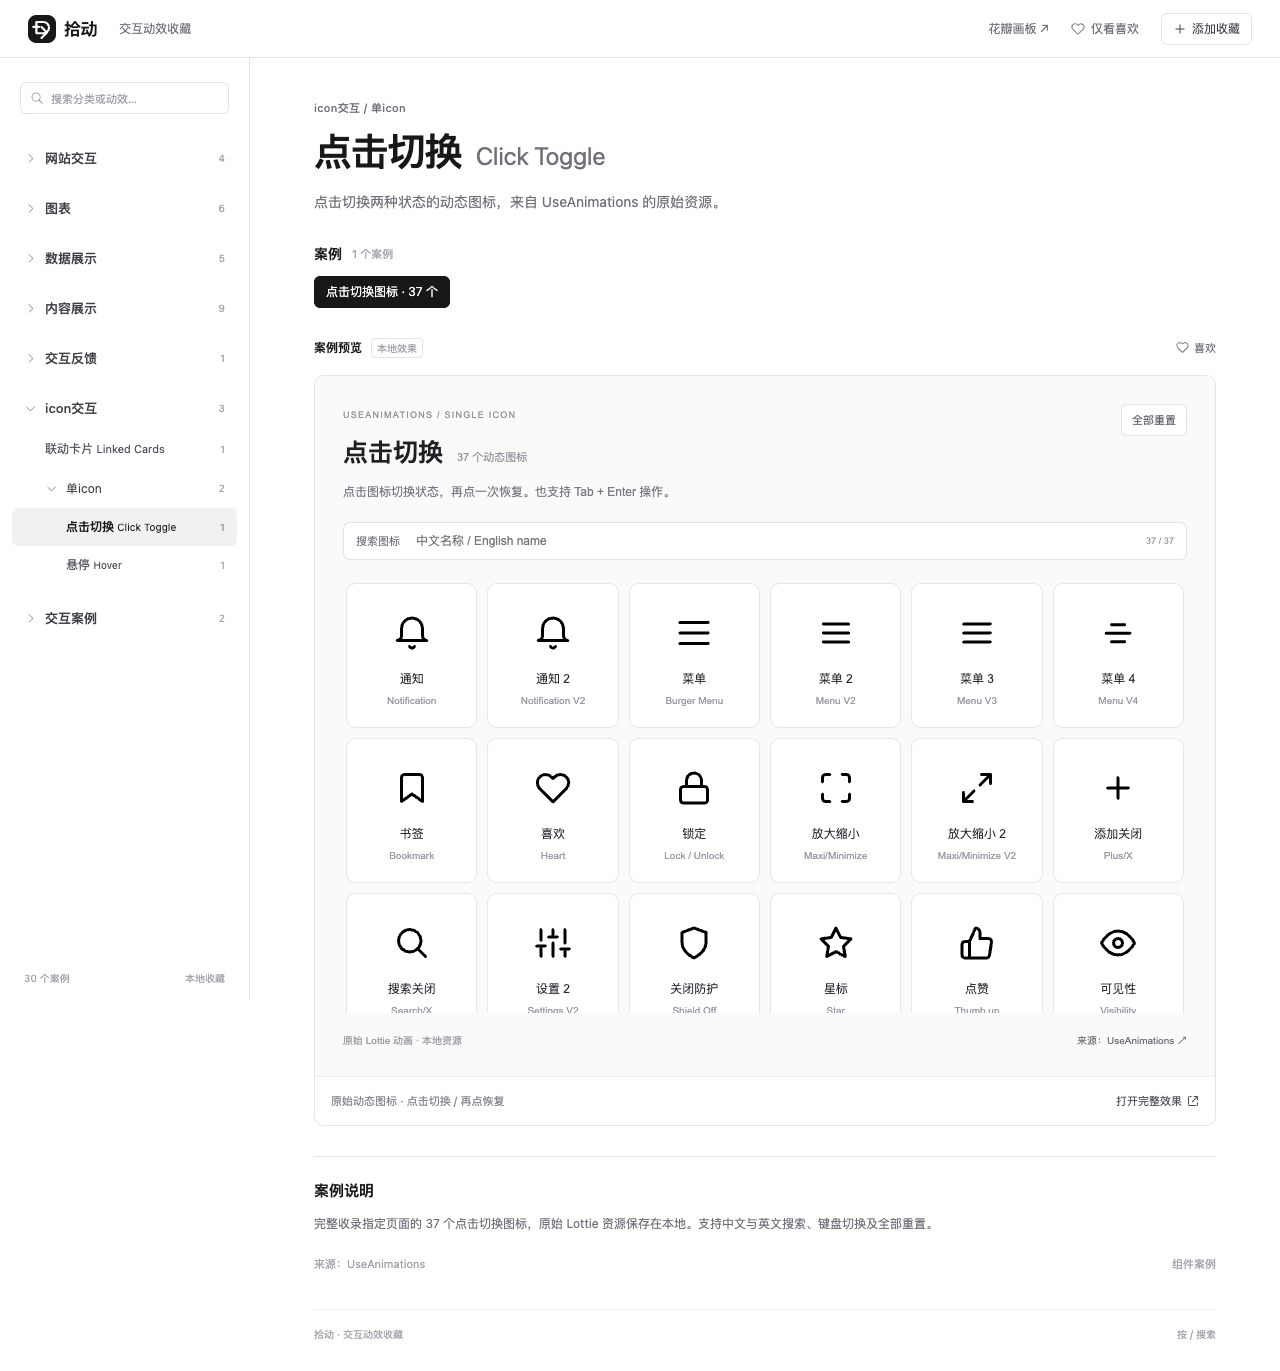 拾动
交互动效收藏
花瓣画板 ↗
仅看喜欢
+ 添加收藏
搜索分类或动效...
网站交互 4
图表 6
数据展示 5
内容展示 9
交互反馈 1
icon交互 3
联动卡片 Linked Cards 1
单icon 2
点击切换 Click Toggle 1
悬停 Hover 1
交互案例 2
30 个案例
本地收藏
icon交互 / 单icon
点击切换 Click Toggle
点击切换两种状态的动态图标，来自 UseAnimations 的原始资源。
案例 1 个案例
点击切换图标 · 37 个
案例预览 本地效果
喜欢
USEANIMATIONS / SINGLE ICON
全部重置
点击切换 37 个动态图标
点击图标切换状态，再点一次恢复。也支持 Tab + Enter 操作。
搜索图标 中文名称 / English name 37 / 37
通知
Notification
通知 2
Notification V2
菜单
Burger Menu
菜单 2
Menu V2
菜单 3
Menu V3
菜单 4
Menu V4
书签
Bookmark
喜欢
Heart
锁定
Lock / Unlock
放大缩小
Maxi/Minimize
放大缩小 2
Maxi/Minimize V2
添加关闭
Plus/X
搜索关闭
Search/X
设置 2
Settings V2
关闭防护
Shield Off
星标
Star
点赞
Thumb up
可见性
Visibility
原始 Lottie 动画 · 本地资源
来源：UseAnimations ↗
原始动态图标 · 点击切换 / 再点恢复
打开完整效果
案例说明
完整收录指定页面的 37 个点击切换图标，原始 Lottie 资源保存在本地。支持中文与英文搜索、键盘切换及全部重置。
来源：UseAnimations
组件案例
拾动 · 交互动效收藏
按 / 搜索